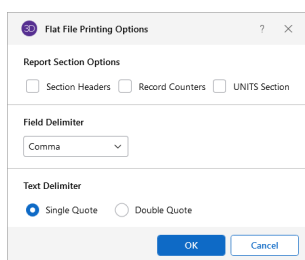 3D Flat File Printing Options ?
Report Section Options
Section Headers Record Counters UNITS Section
Field Delimiter
Comma
Text Delimiter
Single Quote Double Quote
OK Cancel